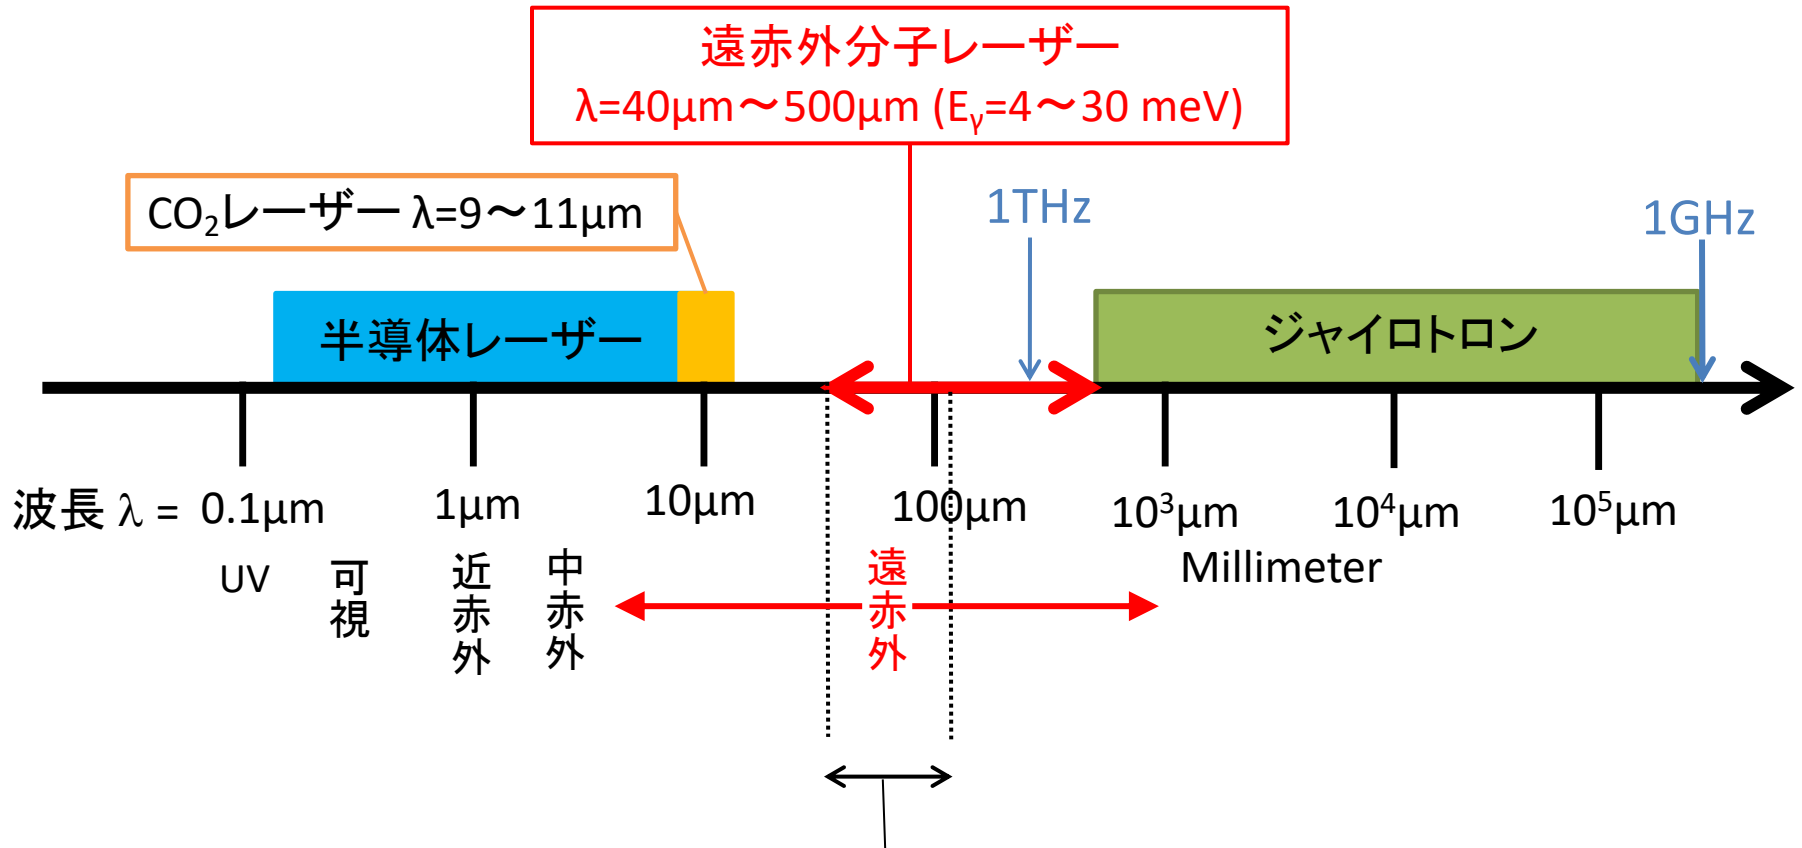 遠赤外分子レーザー
λ=40μm～500μm (Eγ=4～30 meV)
CO₂レーザー λ=9～11μm
1THz
1GHz
半導体レーザー
ジャイロトロン
波長 λ = 0.1μm 1μm 10μm 100μm 10³μm 10⁴μm 10⁵μm
UV
可視
近赤外
中赤外
遠赤外
Millimeter